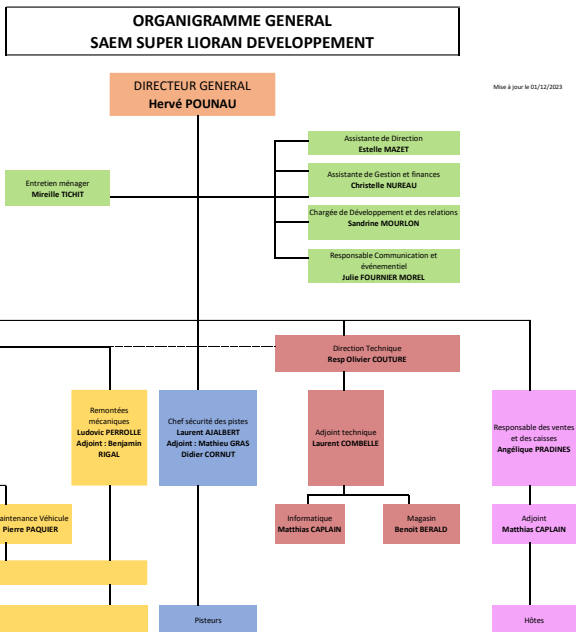 ORGANIGRAMME GENERAL
SAEM SUPER LIORAN DEVELOPPEMENT
DIRECTEUR GENERAL
Hervé POUNAU
Mise à jour le 01/12/2023
Assistante de Direction
Estelle MAZET
Assistante de Gestion et finances
Christelle NUREAU
Entretien ménager
Mireille TICHIT
Chargée de Développement et des relations
Sandrine MOURLON
Responsable Communication et
événementiel
Julie FOURNIER MOREL
Direction Technique
Resp Olivier COUTURE
Remontées
mécaniques
Ludovic PERROLLE
Adjoint : Benjamin
RIGAL
Chef sécurité des pistes
Laurent AJALBERT
Adjoint : Mathieu GRAS
Didier CORNUT
Adjoint technique
Laurent COMBELLE
Responsable des ventes
et des caisses
Angélique PRADINES
aintenance Véhicule
Pierre PAQUIER
Informatique
Matthias CAPLAIN
Magasin
Benoit BERALD
Adjoint
Matthias CAPLAIN
Pisteurs
Hôtes